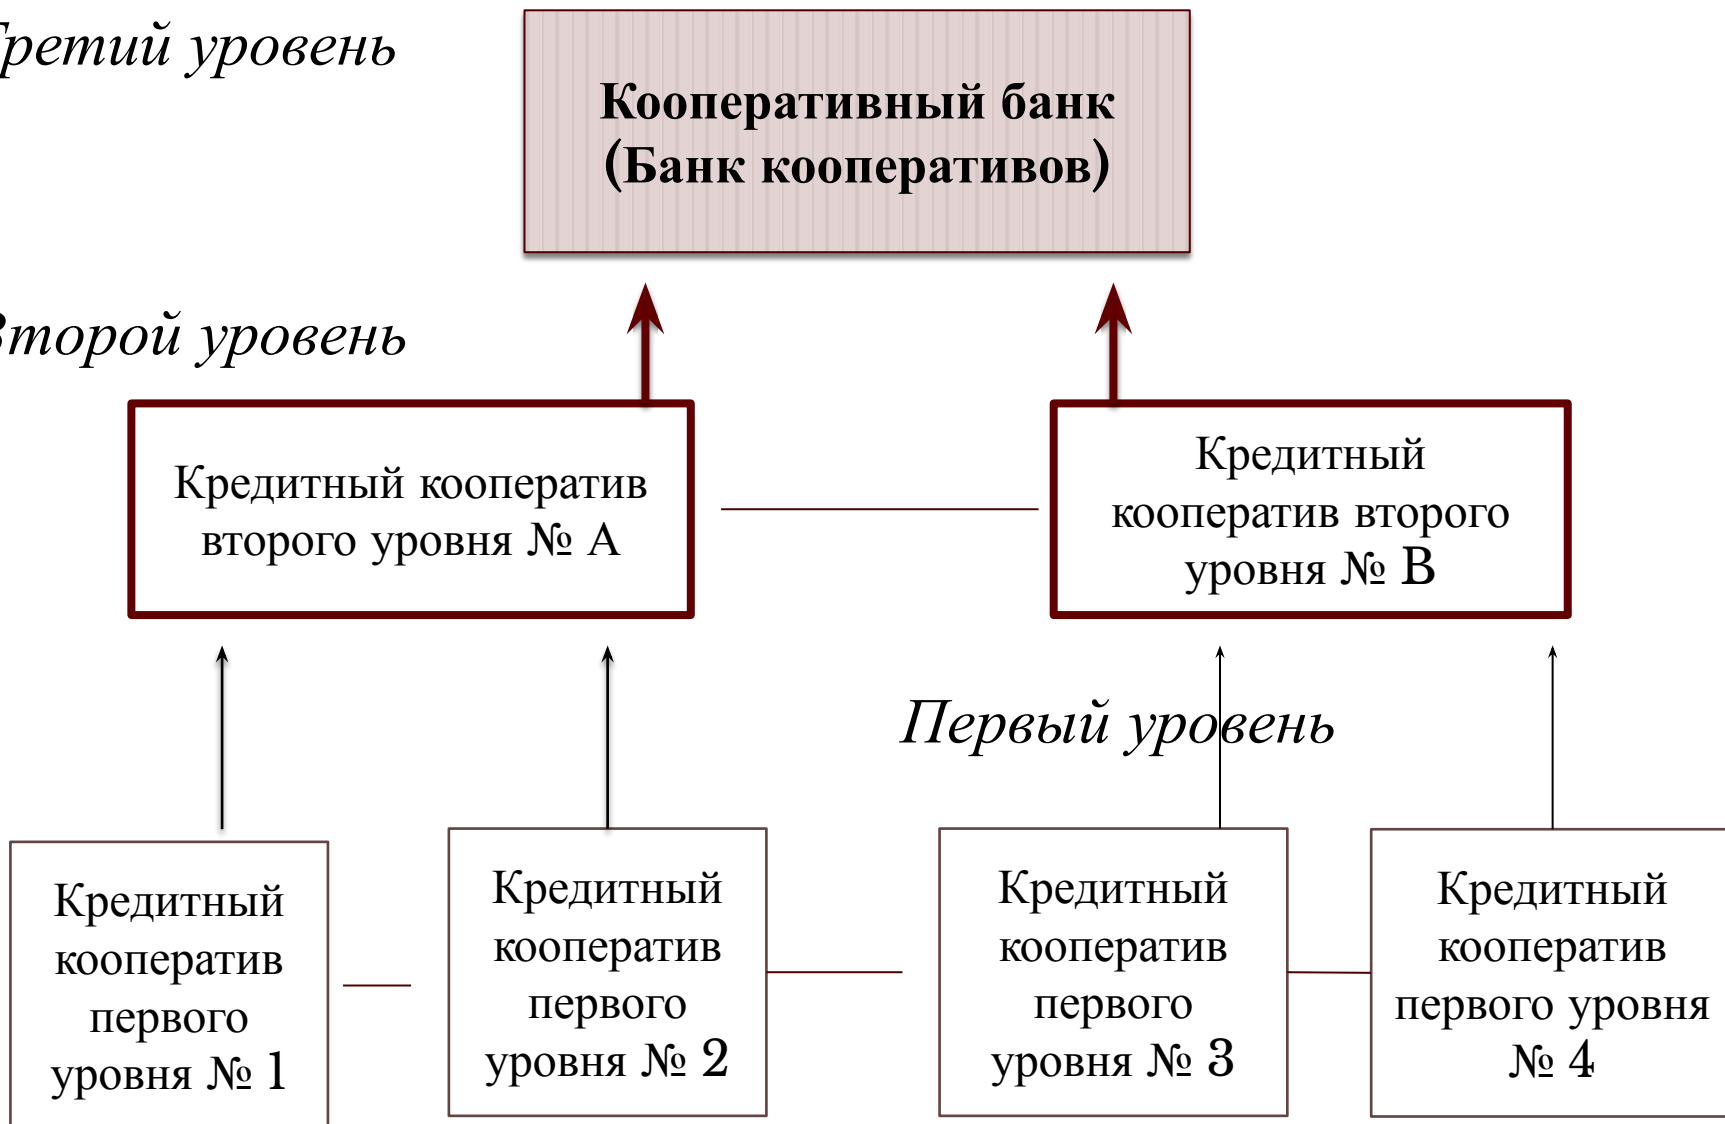 Третий уровень
Кооперативный банк
(Банк кооперативов)
Второй уровень
Кредитный кооператив
второго уровня № А
Кредитный
кооператив второго
уровня № В
Первый уровень
Кредитный
кооператив
первого
уровня № 1
Кредитный
кооператив
первого
уровня № 2
Кредитный
кооператив
первого
уровня № 3
Кредитный
кооператив
первого уровня
№ 4